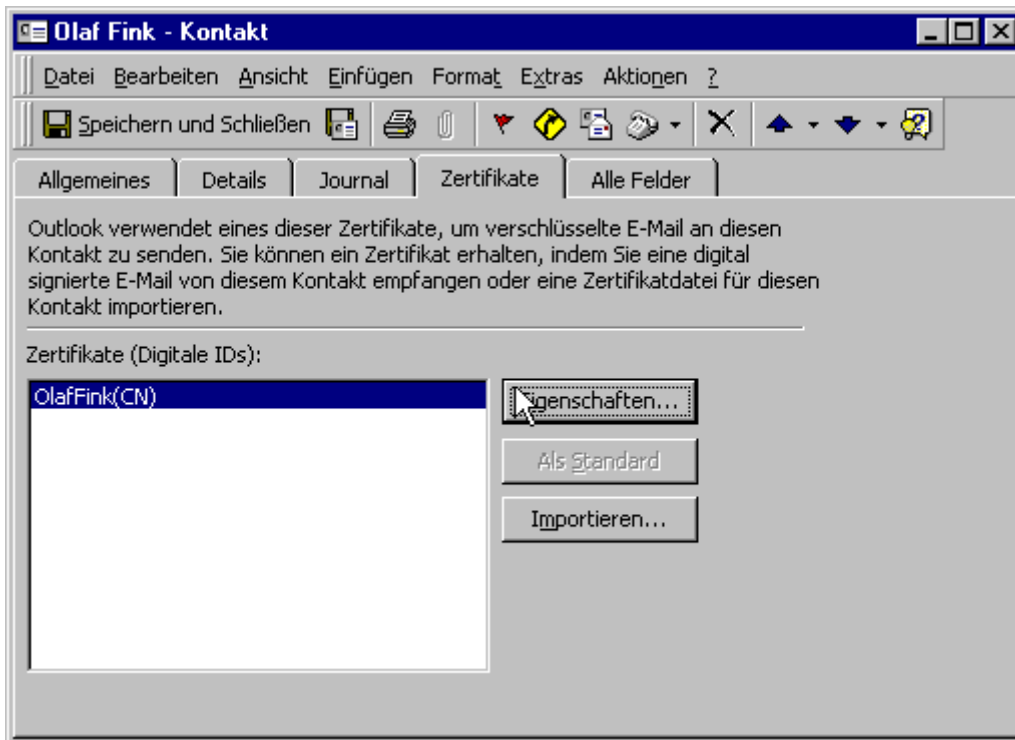 Olaf Fink - Kontakt
Datei Bearbeiten Ansicht Einfügen Format Extras Aktionen ?
Speichern und Schließen
Allgemeines Details Journal Zertifikate Alle Felder
Outlook verwendet eines dieser Zertifikate, um verschlüsselte E-Mail an diesen
Kontakt zu senden. Sie können ein Zertifikat erhalten, indem Sie eine digital
signierte E-Mail von diesem Kontakt empfangen oder eine Zertifikatdatei für diesen
Kontakt importieren.
Zertifikate (Digitale IDs):
OlafFink(CN)
Eigenschaften...
Als Standard
Importieren...